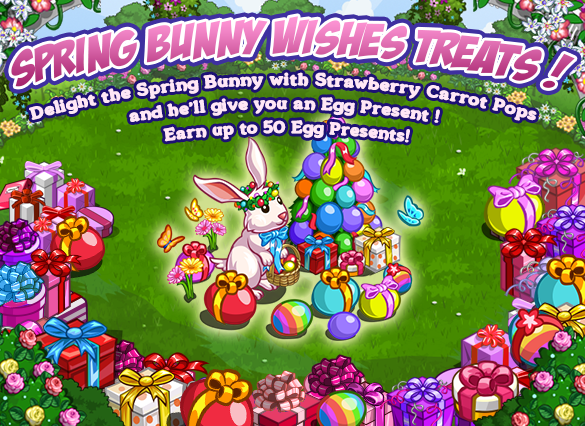 SPRING BUNNY WISHES TREATS!
Delight the Spring Bunny with Strawberry Carrot Pops
and he'll give you an Egg Present!
Earn up to 50 Egg Presents!